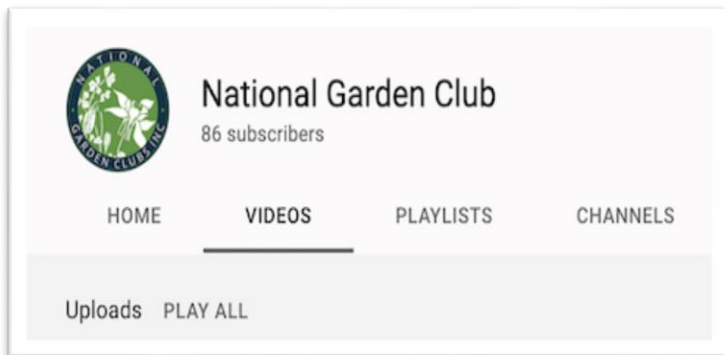 NATIONAL
GARDEN CLUBS INC
National Garden Club
86 subscribers
HOME VIDEOS PLAYLISTS CHANNELS
Uploads PLAY ALL